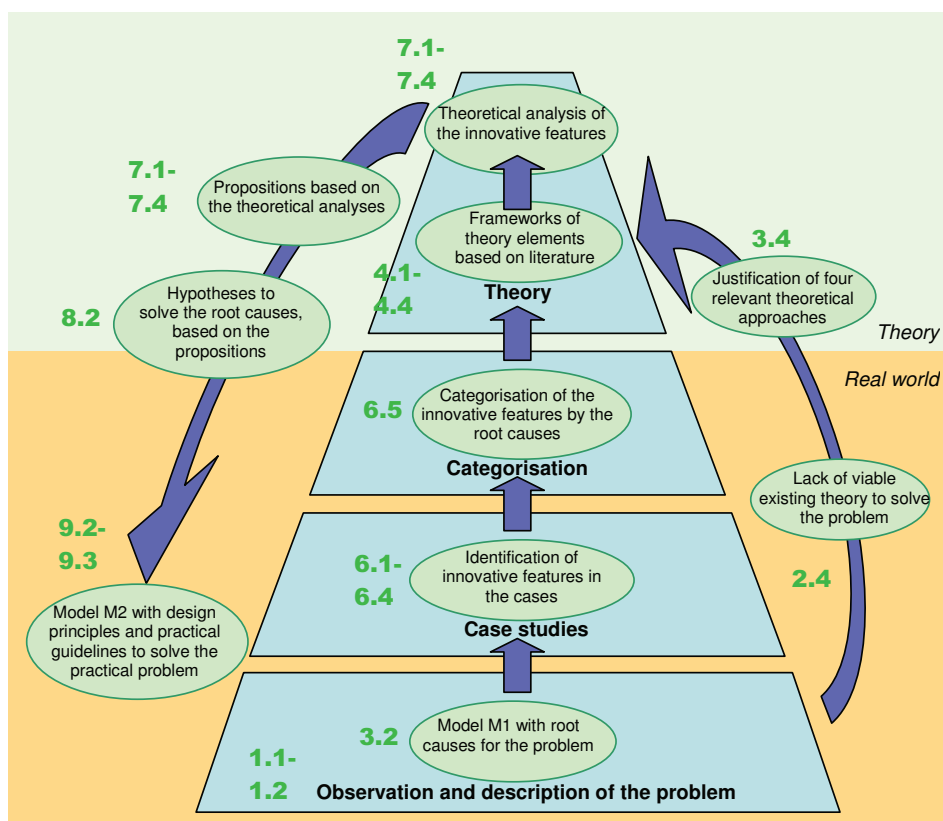 7.1-
7.4
Theoretical analysis of
the innovative features
7.1-
7.4
Propositions based on
the theoretical analyses
Frameworks of
theory elements
based on literature
3.4
4.1-
4.4
Theory
Justification of four
relevant theoretical
approaches
8.2
Hypotheses to
solve the root causes,
based on the
propositions
Theory
Real world
6.5
Categorisation of the
innovative features by the
root causes
Categorisation
Lack of viable
existing theory to solve
the problem
9.2-
9.3
6.1-
6.4
Identification of
innovative features in
the cases
Case studies
2.4
Model M2 with design
principles and practical
guidelines to solve the
practical problem
3.2
Model M1 with root
causes for the problem
1.1-
1.2
Observation and description of the problem